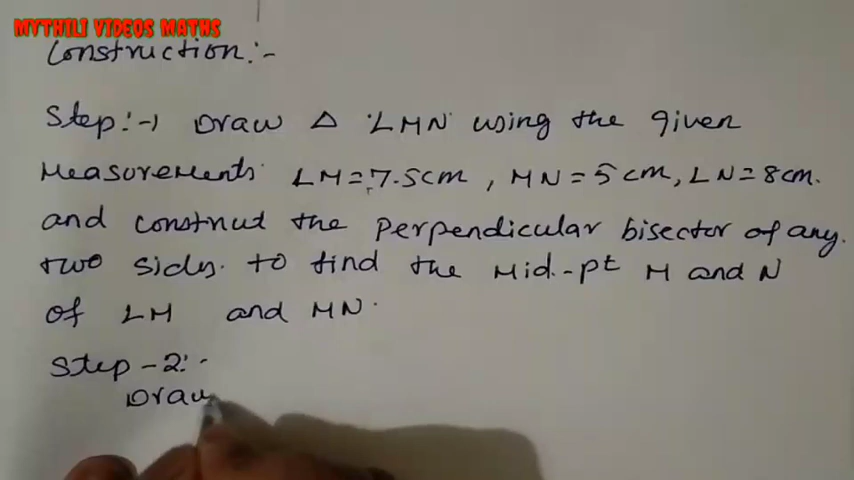 MYTHILI VIDEOS MATHS
Construction:-
Step:-1 Draw △ LMN using the given
Measurements LM=7.5cm, MN=5cm, LN=8cm.
and construct the perpendicular bisector of any.
two sides. to find the Mid.-pt M and N
of LM and MN.
Step-2:-
Draw